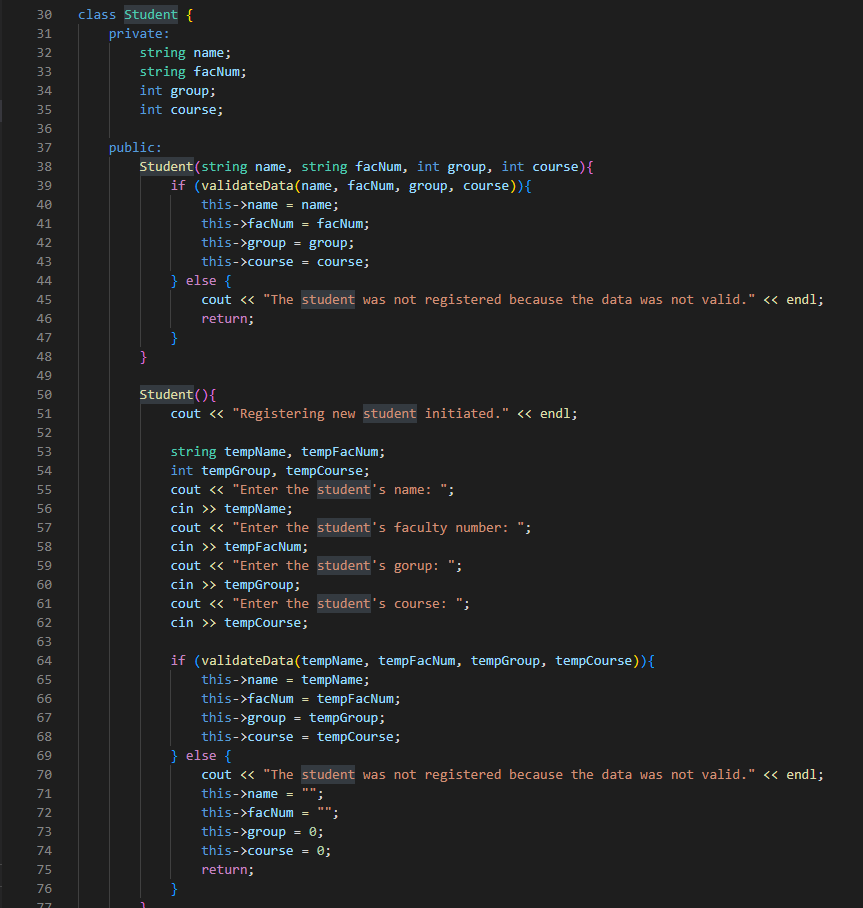 30 class Student {
31 private:
32 string name;
33 string facNum;
34 int group;
35 int course;
36
37 public:
38 Student(string name, string facNum, int group, int course){
39 if (validateData(name, facNum, group, course)){
40 this->name = name;
41 this->facNum = facNum;
42 this->group = group;
43 this->course = course;
44 } else {
45 cout << "The student was not registered because the data was not valid." << endl;
46 return;
47 }
48 }
49
50 Student(){
51 cout << "Registering new student initiated." << endl;
52
53 string tempName, tempFacNum;
54 int tempGroup, tempCourse;
55 cout << "Enter the student's name: ";
56 cin >> tempName;
57 cout << "Enter the student's faculty number: ";
58 cin >> tempFacNum;
59 cout << "Enter the student's gorup: ";
60 cin >> tempGroup;
61 cout << "Enter the student's course: ";
62 cin >> tempCourse;
63
64 if (validateData(tempName, tempFacNum, tempGroup, tempCourse)){
65 this->name = tempName;
66 this->facNum = tempFacNum;
67 this->group = tempGroup;
68 this->course = tempCourse;
69 } else {
70 cout << "The student was not registered because the data was not valid." << endl;
71 this->name = "";
72 this->facNum = "";
73 this->group = 0;
74 this->course = 0;
75 return;
76 }
77 }